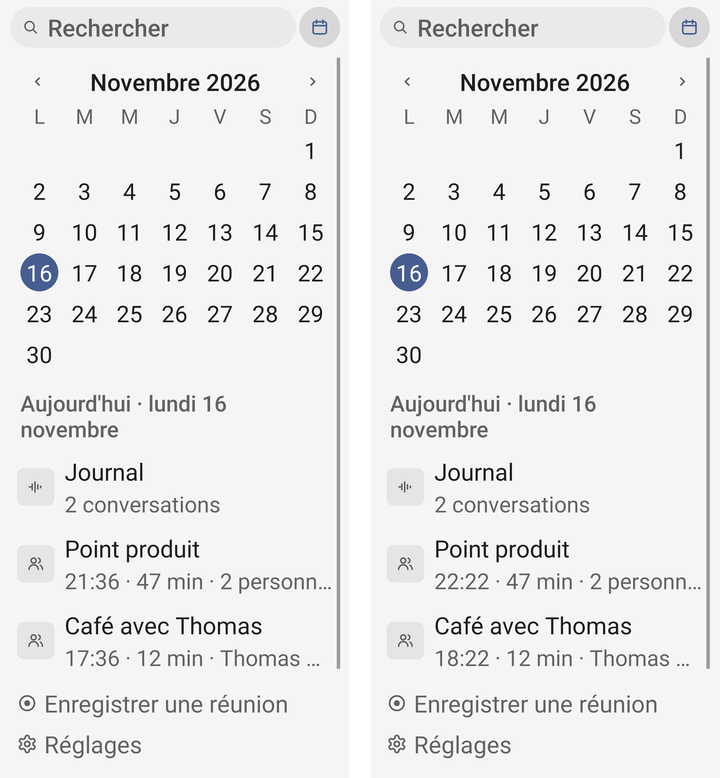 Rechercher
Novembre 2026
L M M J V S D
1
2 3 4 5 6 7 8
9 10 11 12 13 14 15
16 17 18 19 20 21 22
23 24 25 26 27 28 29
30
Aujourd'hui · lundi 16
novembre
Journal
2 conversations
Point produit
21:36 · 47 min · 2 personn...
Café avec Thomas
17:36 · 12 min · Thomas ...
Enregistrer une réunion
Réglages
Rechercher
Novembre 2026
L M M J V S D
1
2 3 4 5 6 7 8
9 10 11 12 13 14 15
16 17 18 19 20 21 22
23 24 25 26 27 28 29
30
Aujourd'hui · lundi 16
novembre
Journal
2 conversations
Point produit
22:22 · 47 min · 2 personn...
Café avec Thomas
18:22 · 12 min · Thomas ...
Enregistrer une réunion
Réglages